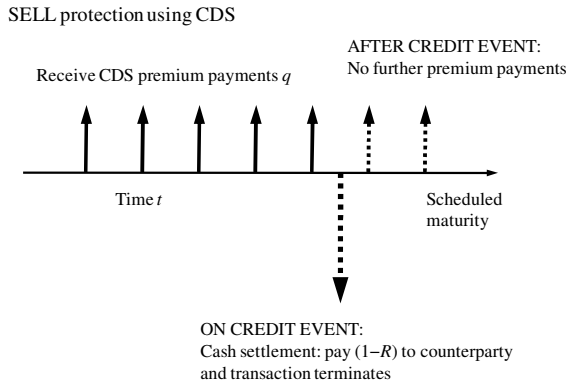 SELL protection using CDS
AFTER CREDIT EVENT:
Receive CDS premium payments q
No further premium payments
Time t
Scheduled
maturity
ON CREDIT EVENT:
Cash settlement: pay (1–R) to counterparty
and transaction terminates